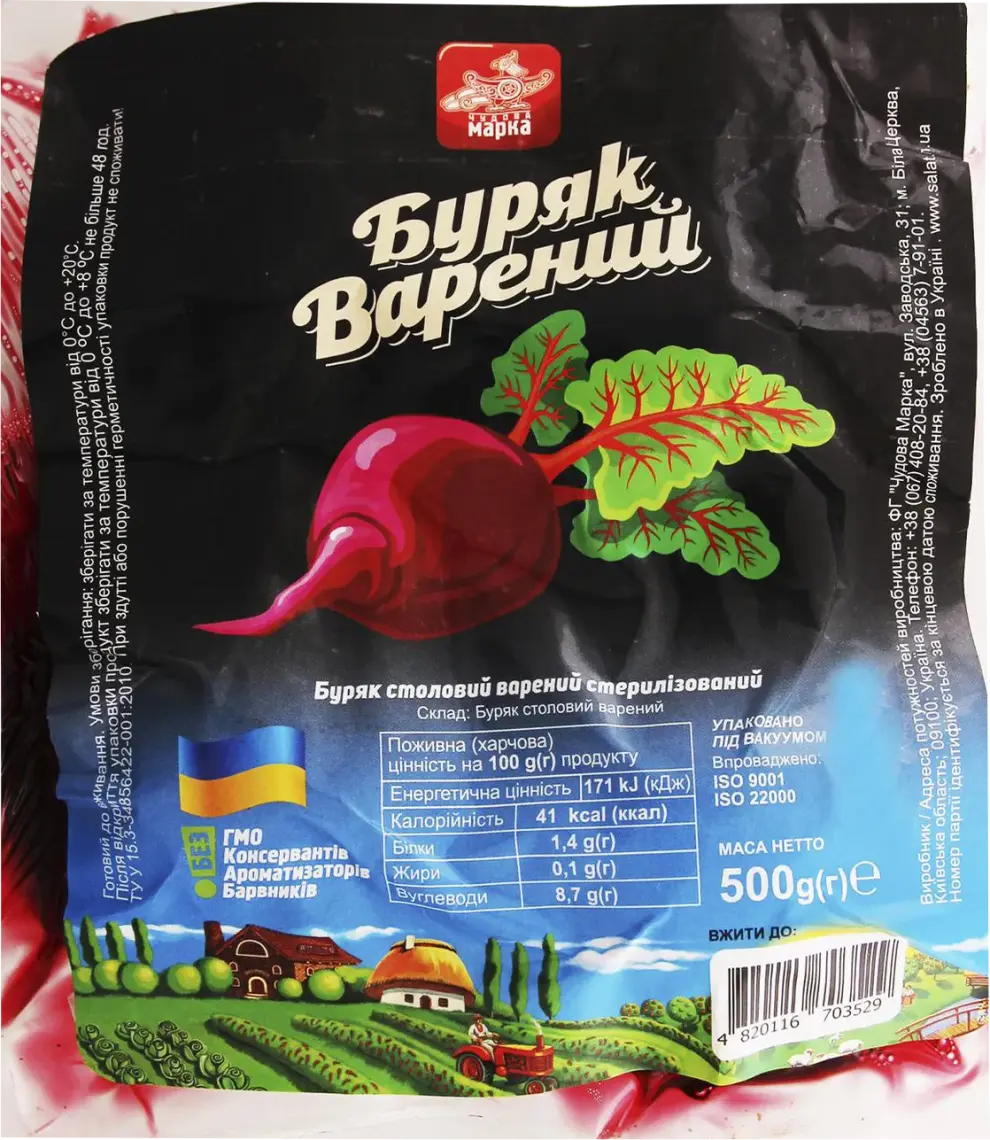 ЧУДОВА
марка
Буряк
Варений
Буряк столовий варений стерилізований
Склад: Буряк столовий варений
Поживна (харчова)
цінність на 100 g(г) продукту
Енергетична цінність 171 kJ (кДж)
Калорійність 41 kcal (ккал)
Білки 1,4 g(г)
Жири 0,1 g(г)
Вуглеводи 8,7 g(г)
БЕЗ
ГМО
Консервантів
Ароматизаторів
Барвників
УПАКОВАНО
ПІД ВАКУУМОМ
Впроваджено:
ISO 9001
ISO 22000
МАСА НЕТТО
500g(г)℮
ВЖИТИ ДО:
4 820116 703529
Готовий до вживання. Умови зберігання: зберігати за температури від 0°С до +20°С.
Після відкриття упаковки продукт зберігати за температури від 0 °С до +8 °С не більше 48 год.
ТУ У 15.3-34856422-001:2010 При здутті або порушенні герметичності упаковки продукт не споживати!
Виробник / Адреса потужностей виробництва: ФГ "Чудова Марка", вул. Заводська, 31; м. Біла Церква,
Київська область; 09100; Україна. Телефон: +38 (067) 408-20-84, +38 (04563) 7-91-01.
Номер партії ідентифікується за кінцевою датою споживання. Зроблено в Україні.